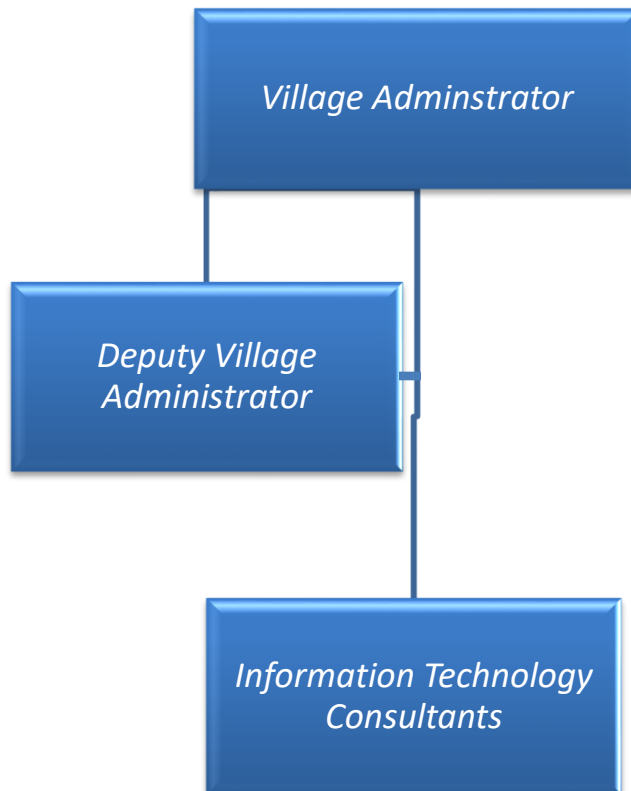 Village Adminstrator
Deputy Village
Administrator
Information Technology
Consultants